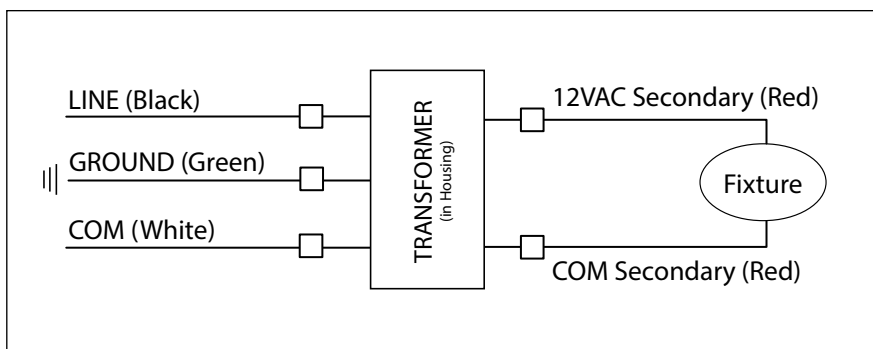 LINE (Black)
GROUND (Green)
COM (White)
TRANSFORMER
(in Housing)
12VAC Secondary (Red)
Fixture
COM Secondary (Red)